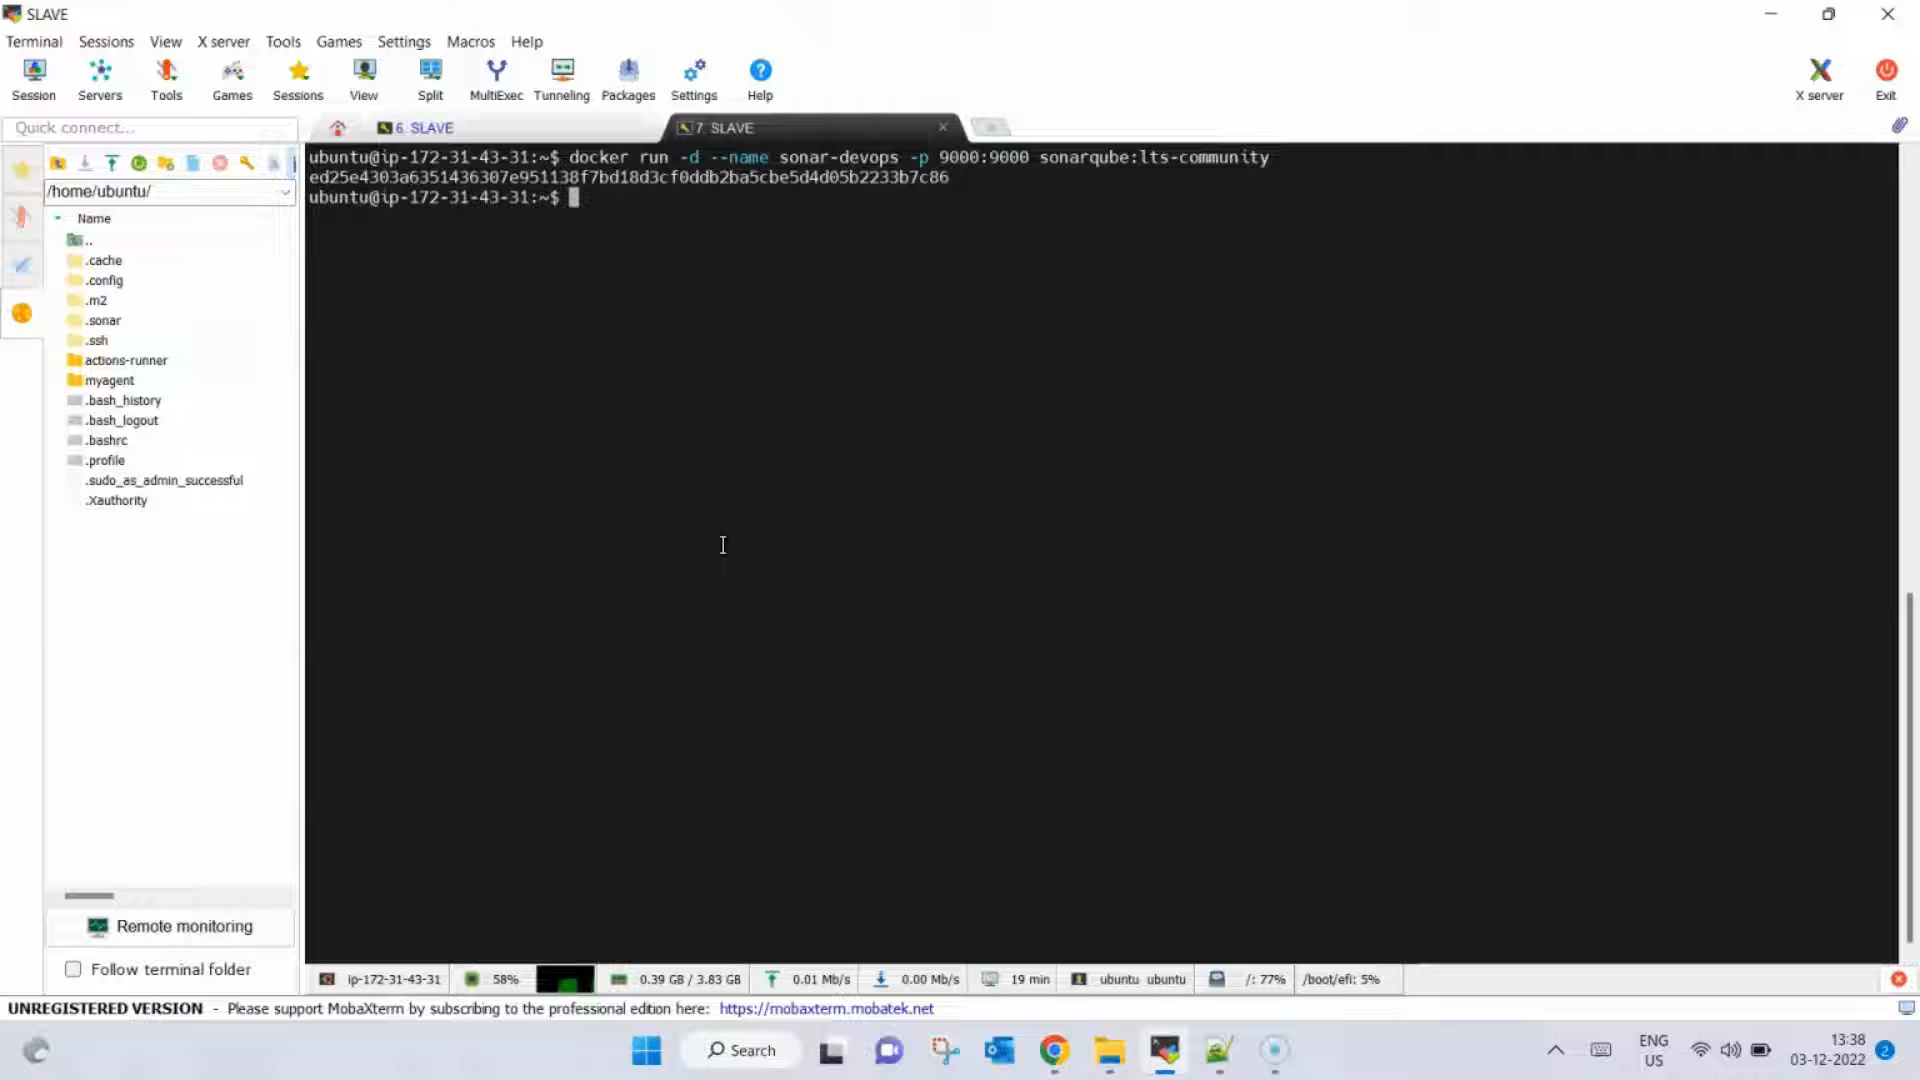 SLAVE
Terminal Sessions View X server Tools Games Settings Macros Help
Session Servers Tools Games Sessions View Split MultiExec Tunneling Packages Settings Help X server Exit
Quick connect...
6. SLAVE
7. SLAVE
/home/ubuntu/
Name
..
.cache
.config
.m2
.sonar
.ssh
actions-runner
myagent
.bash_history
.bash_logout
.bashrc
.profile
.sudo_as_admin_successful
.Xauthority
Remote monitoring
Follow terminal folder
ubuntu@ip-172-31-43-31:~$ docker run -d --name sonar-devops -p 9000:9000 sonarqube:lts-community
ed25e4303a6351436307e951138f7bd18d3cf0ddb2ba5cbe5d4d05b2233b7c86
ubuntu@ip-172-31-43-31:~$
ip-172-31-43-31 58% 0.39 GB / 3.83 GB 0.01 Mb/s 0.00 Mb/s 19 min ubuntu ubuntu /: 77% /boot/efi: 5%
UNREGISTERED VERSION - Please support MobaXterm by subscribing to the professional edition here: https://mobaxterm.mobatek.net
Search
ENG
US
13:38
03-12-2022
2